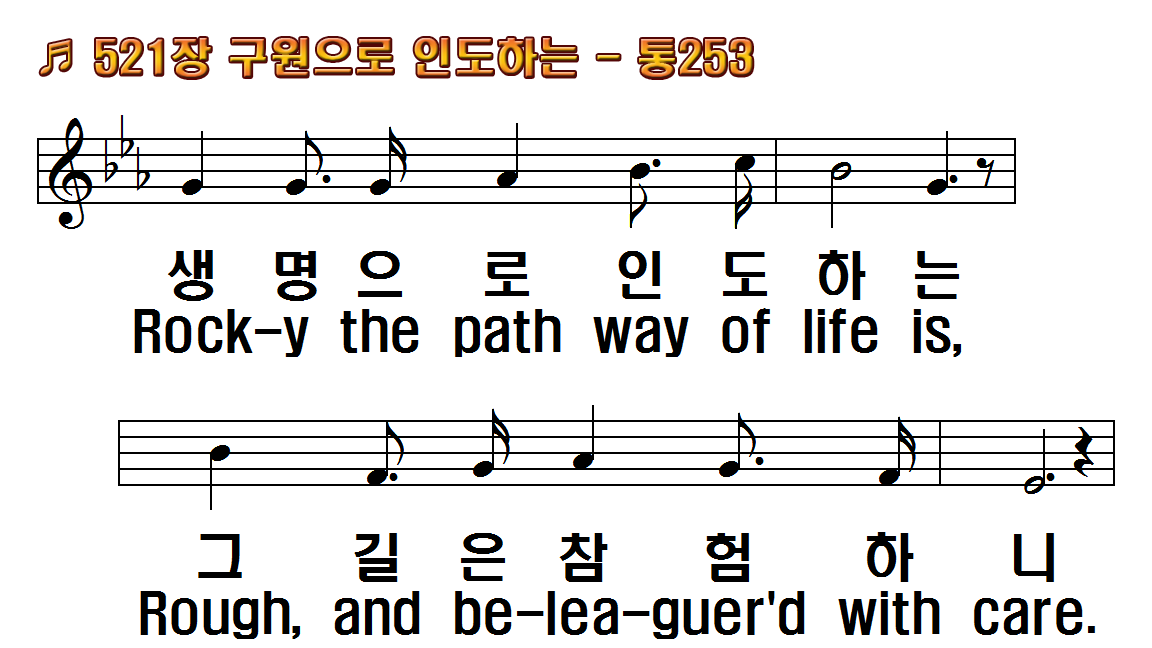 ♬ 521장 구원으로 인도하는 - 통253
생 명 으 로 인 도 하 는
Rock-y the path way of life is,
그 길 은 참 험 하 니
Rough, and be-lea-guer'd with care.